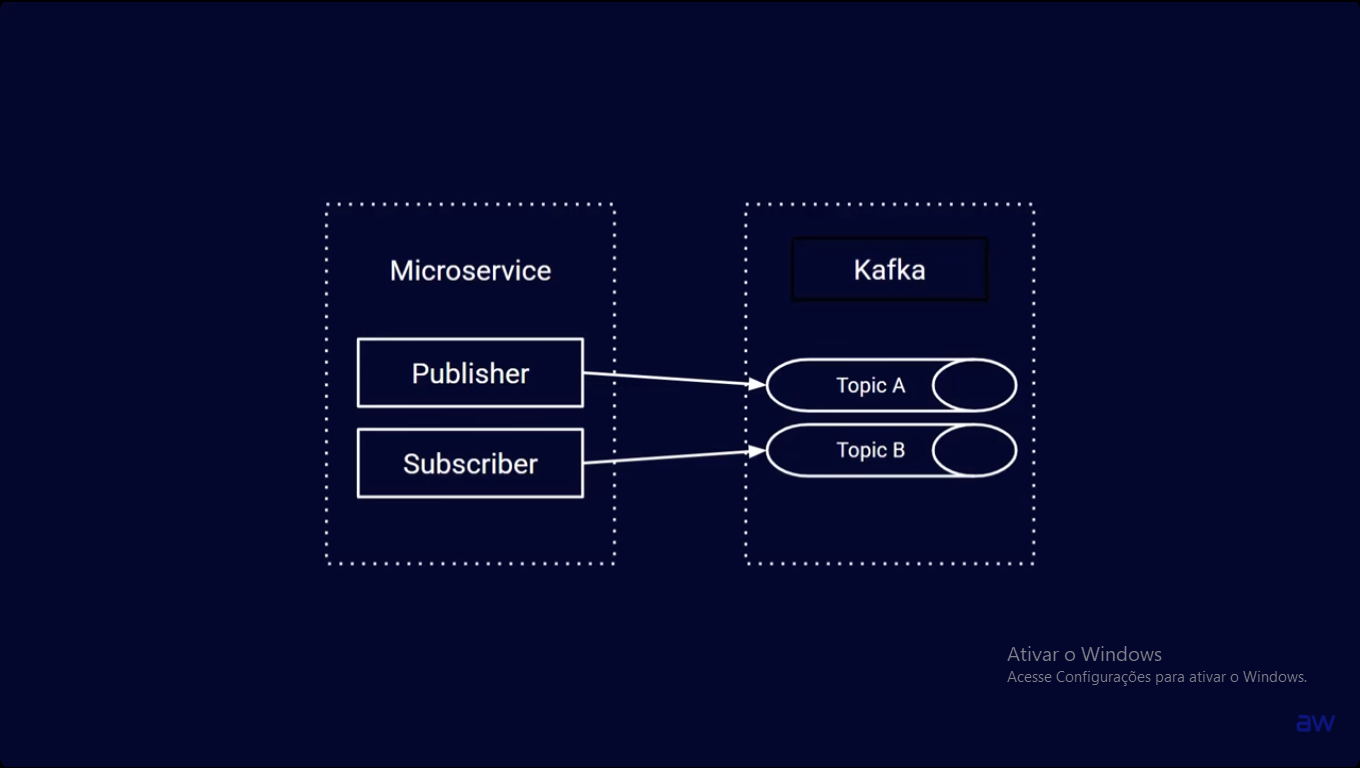 Microservice
Kafka
Publisher
Topic A
Subscriber
Topic B
Ativar o Windows
Acesse Configurações para ativar o Windows.
aw